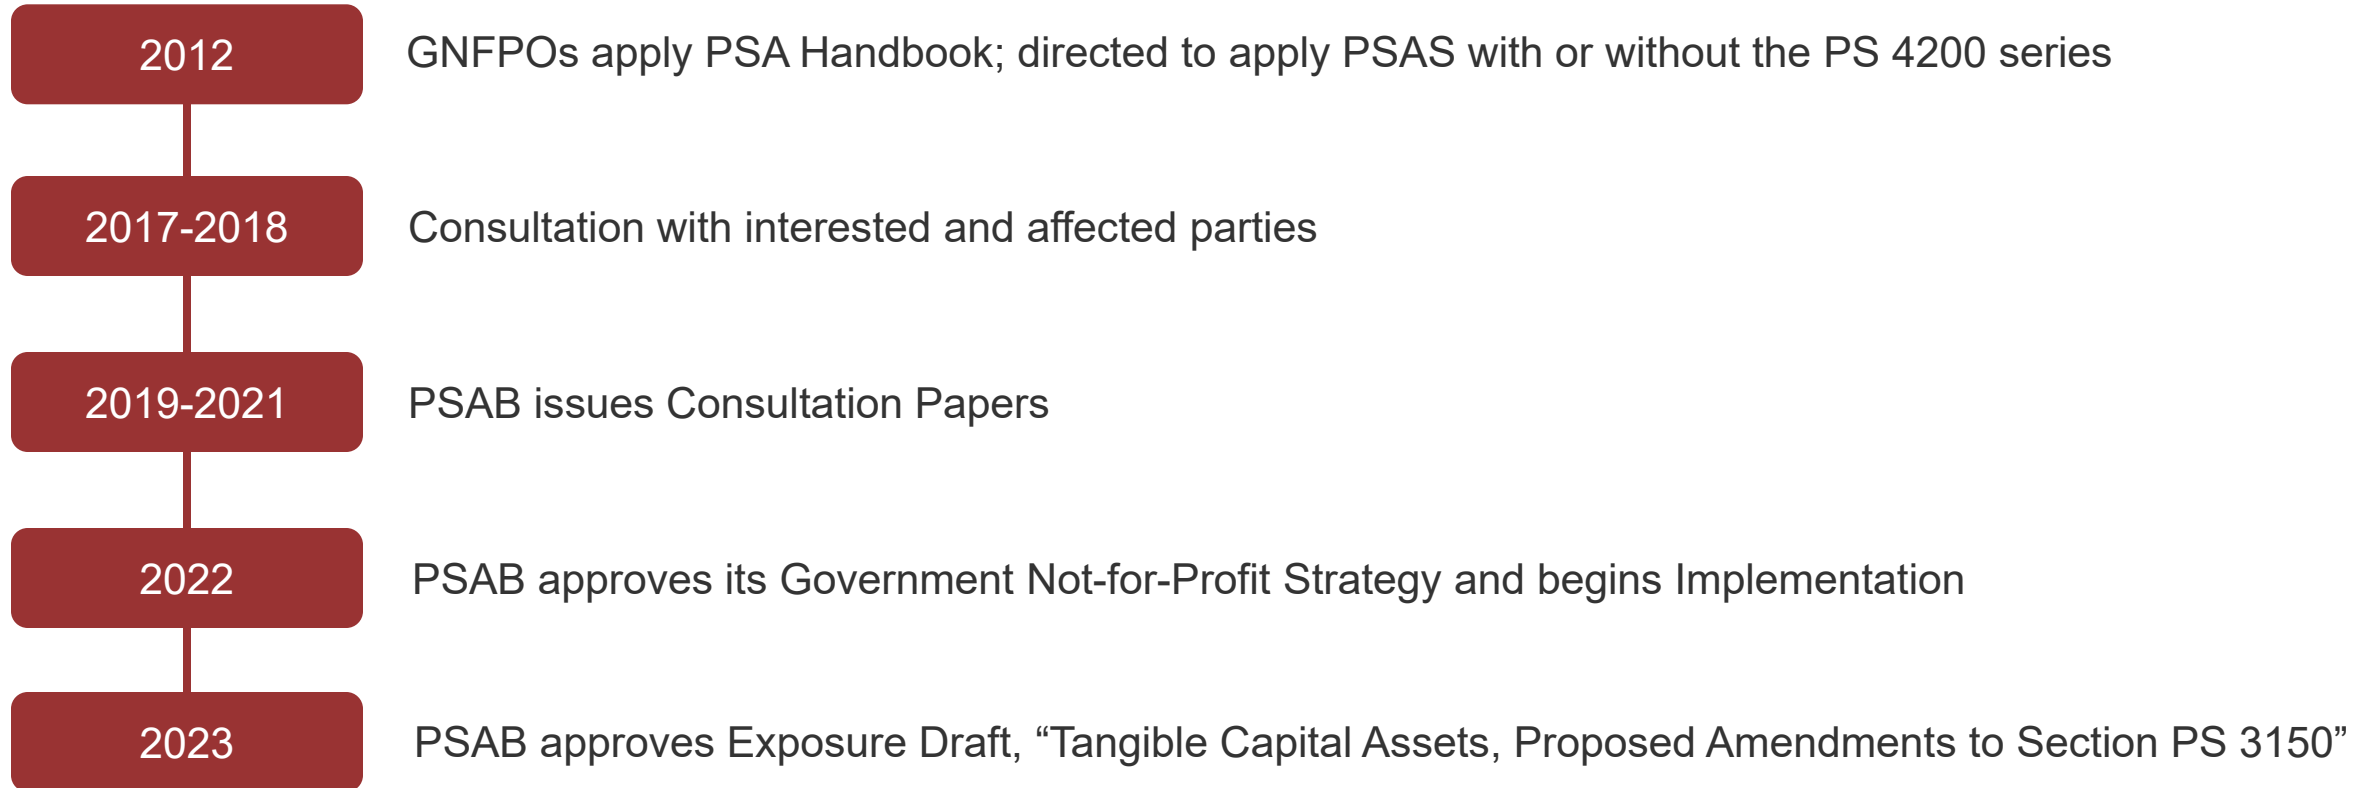 2012
GNFPOs apply PSA Handbook; directed to apply PSAS with or without the PS 4200 series
2017-2018
Consultation with interested and affected parties
2019-2021
PSAB issues Consultation Papers
2022
PSAB approves its Government Not-for-Profit Strategy and begins Implementation
2023
PSAB approves Exposure Draft, “Tangible Capital Assets, Proposed Amendments to Section PS 3150”